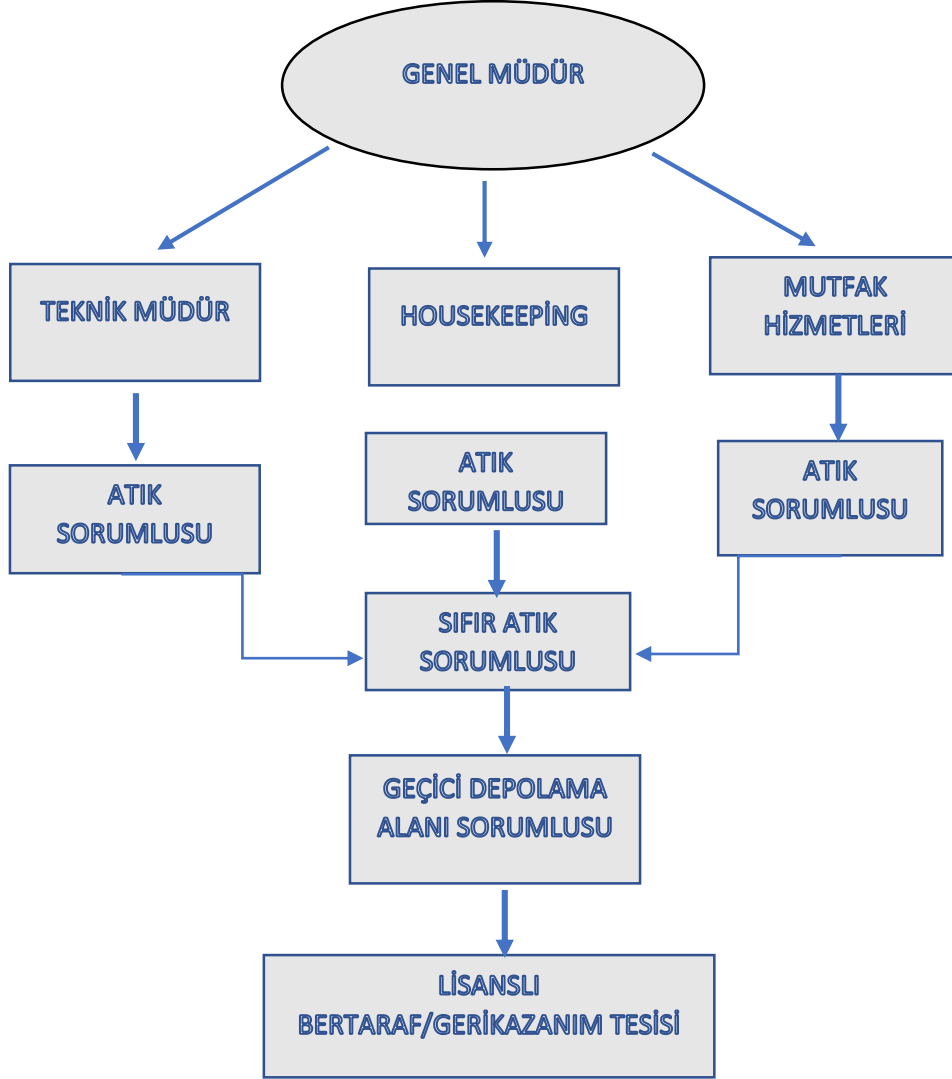 GENEL MÜDÜR
TEKNİK MÜDÜR
HOUSEKEEPİNG
MUTFAK
HİZMETLERİ
ATIK
SORUMLUSU
ATIK
SORUMLUSU
ATIK
SORUMLUSU
SIFIR ATIK
SORUMLUSU
GEÇİCİ DEPOLAMA
ALANI SORUMLUSU
LİSANSLI
BERTARAF/GERİKAZANIM TESİSİ